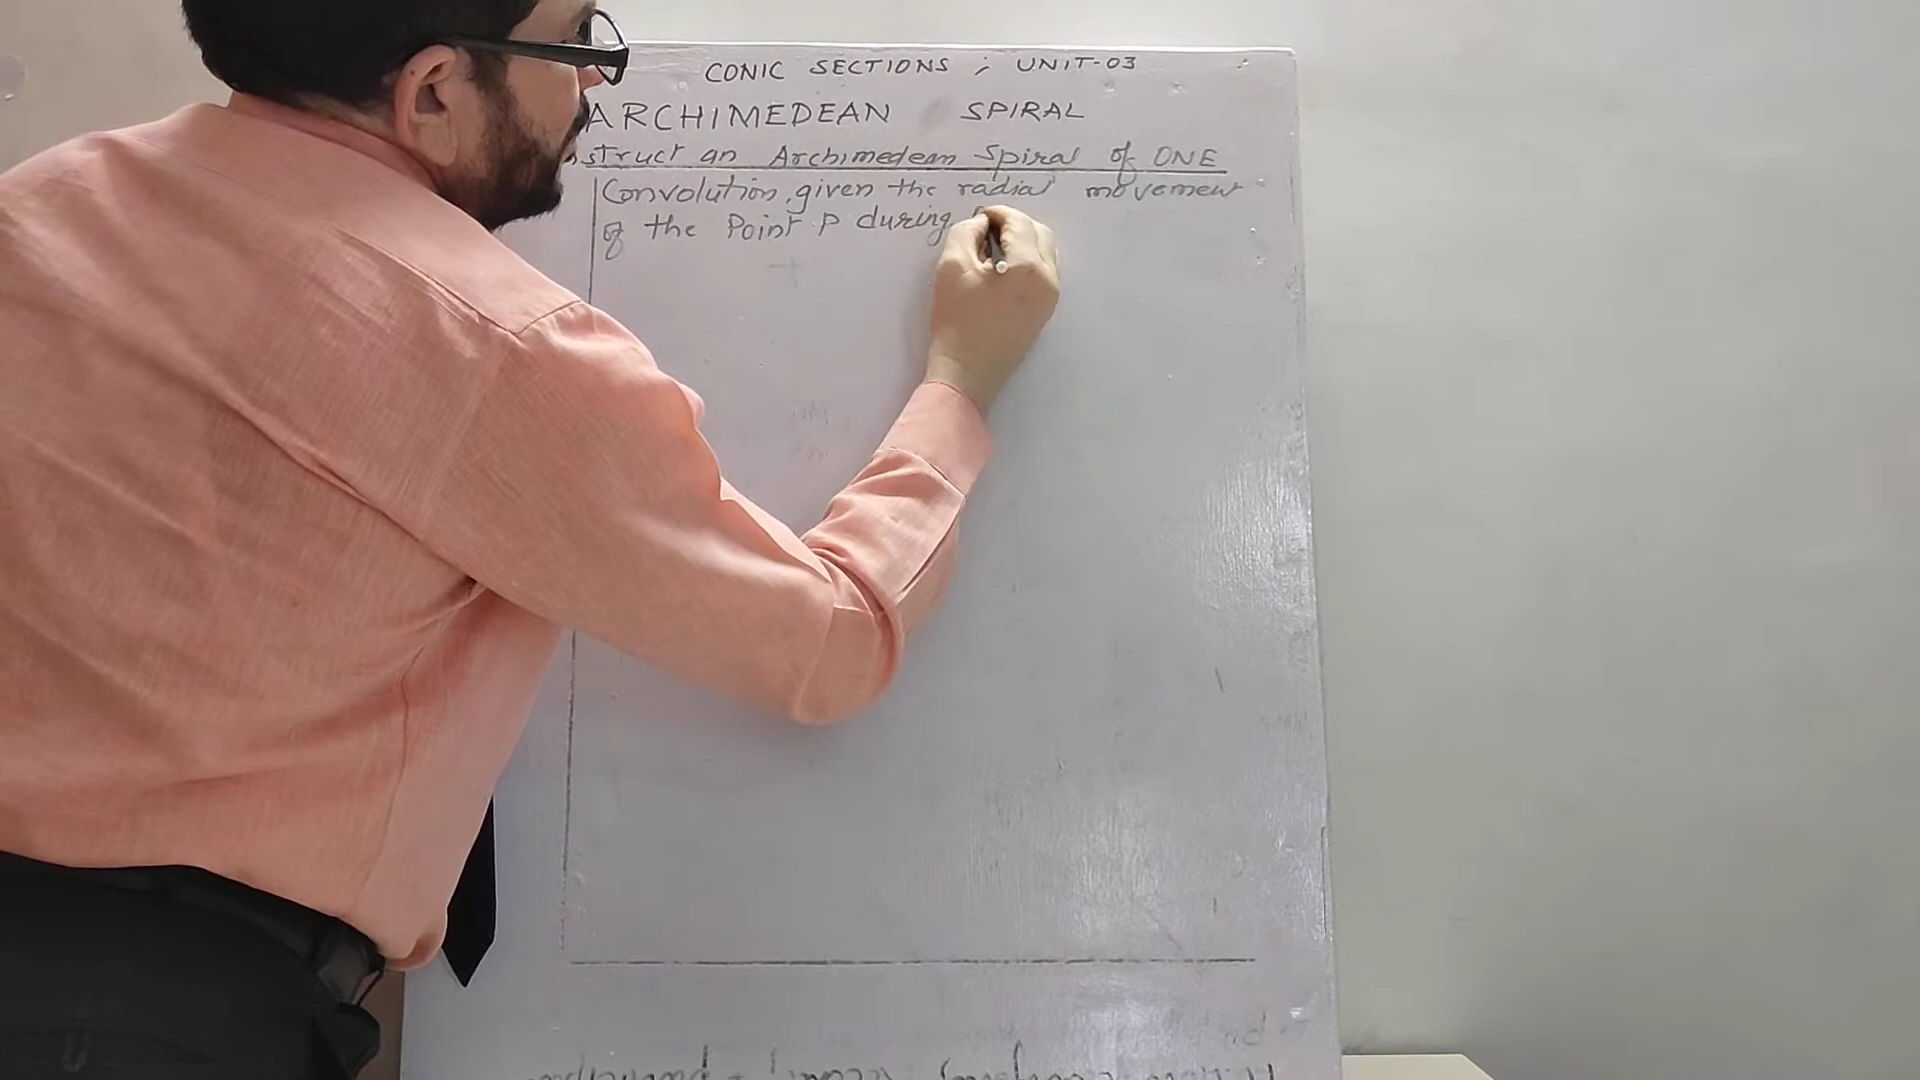 CONIC SECTIONS ; UNIT-03
ARCHIMEDEAN SPIRAL
struct an Archimedean Spiral of ONE
Convolution, given the radial movement
of the Point P during